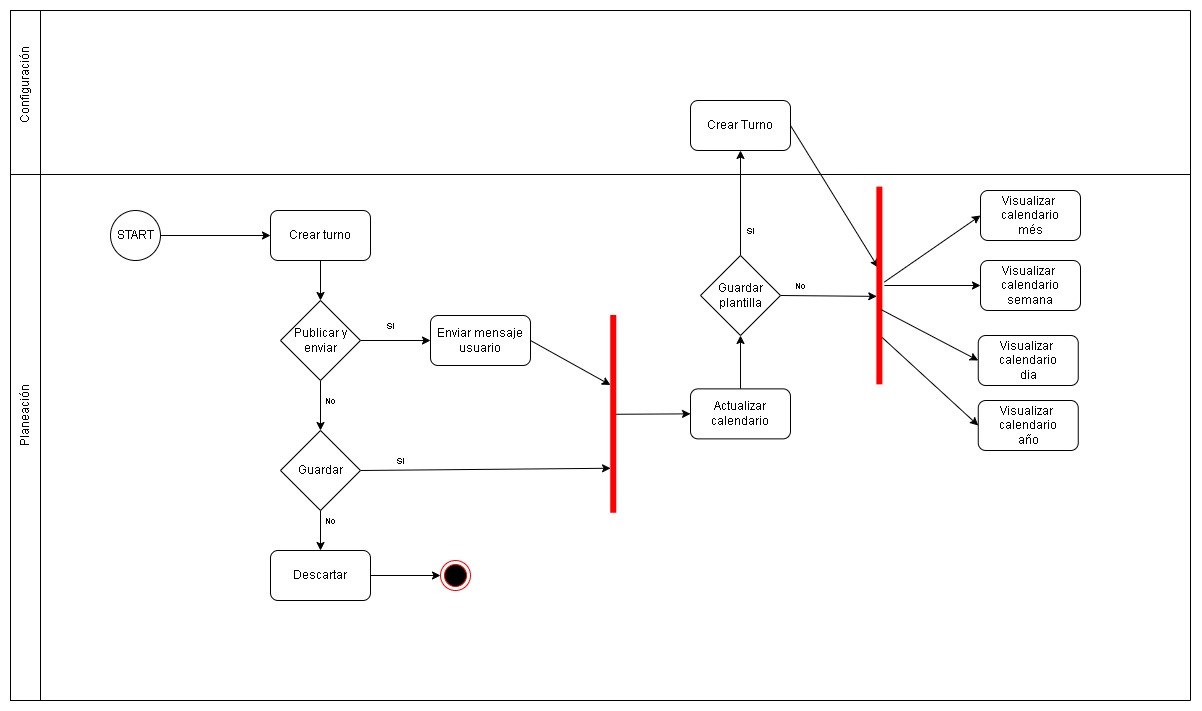 Configuración
Crear Turno
Planeación
START
Crear turno
Publicar y
enviar
SI
Enviar mensaje
usuario
No
Guardar
SI
No
Descartar
Actualizar
calendario
Guardar
plantilla
SI
No
Visualizar
calendario
més
Visualizar
calendario
semana
Visualizar
calendario
dia
Visualizar
calendario
año